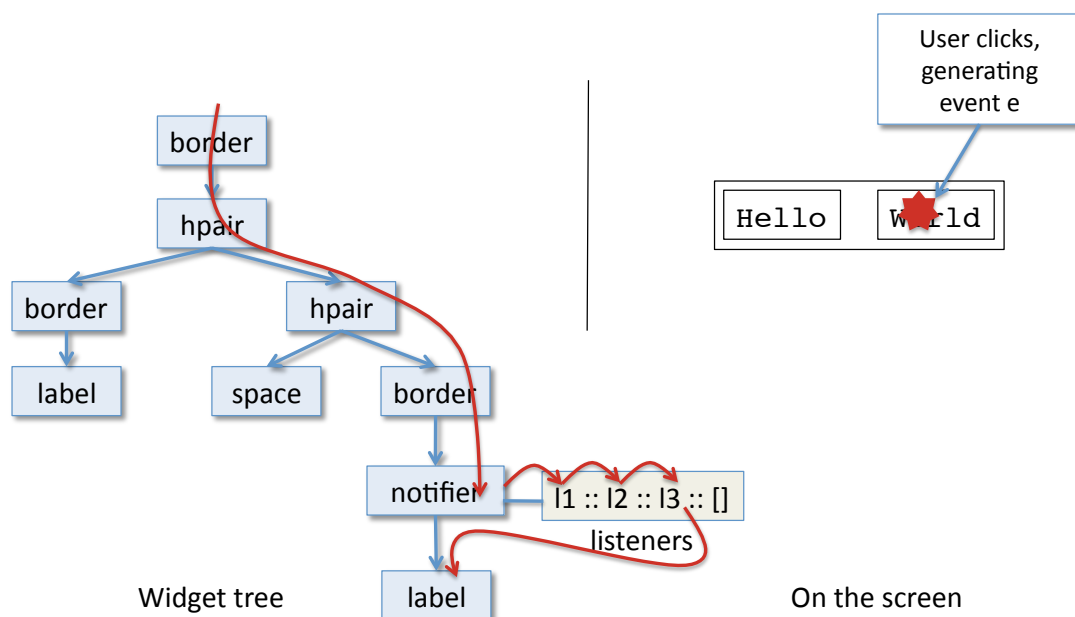 User clicks,
generating
event e
border
hpair
Hello
World
border
hpair
label
space
border
notifier
l1 :: l2 :: l3 :: []
listeners
label
Widget tree
On the screen